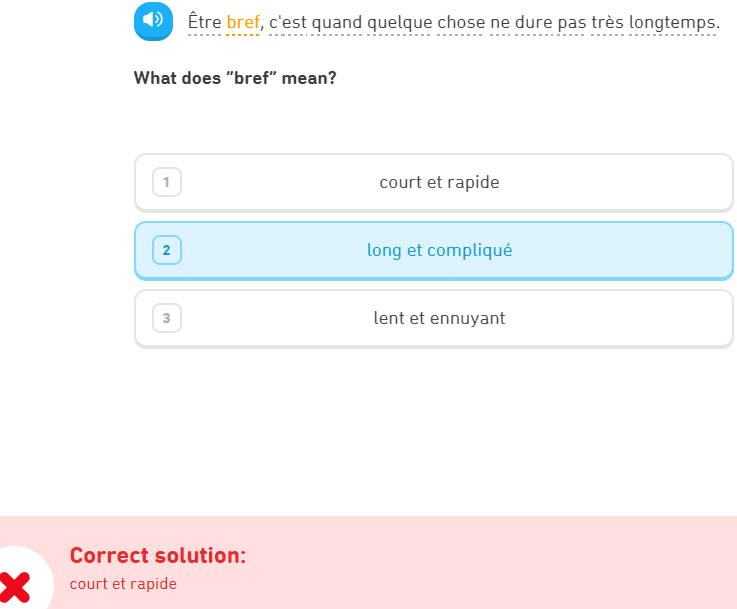 Être bref, c'est quand quelque chose ne dure pas très longtemps.
What does "bref" mean?
1 court et rapide
2 long et compliqué
3 lent et ennuyant
Correct solution:
court et rapide